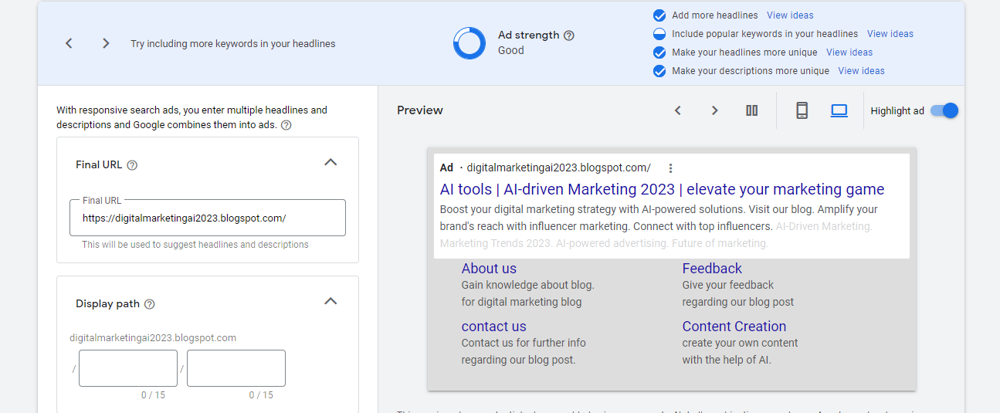 Try including more keywords in your headlines
Ad strength
Good
Add more headlines View ideas
Include popular keywords in your headlines View ideas
Make your headlines more unique View ideas
Make your descriptions more unique View ideas
With responsive search ads, you enter multiple headlines and
descriptions and Google combines them into ads.
Final URL
Final URL
https://digitalmarketingai2023.blogspot.com/
This will be used to suggest headlines and descriptions
Display path
digitalmarketingai2023.blogspot.com
/ /
0 / 15 0 / 15
Preview
Highlight ad
Ad · digitalmarketingai2023.blogspot.com/
AI tools | AI-driven Marketing 2023 | elevate your marketing game
Boost your digital marketing strategy with AI-powered solutions. Visit our blog. Amplify your
brand's reach with influencer marketing. Connect with top influencers. AI-Driven Marketing.
Marketing Trends 2023. AI-powered advertising. Future of marketing.
About us
Gain knowledge about blog.
for digital marketing blog
Feedback
Give your feedback
regarding our blog post
contact us
Contact us for further info
regarding our blog post.
Content Creation
create your own content
with the help of AI.